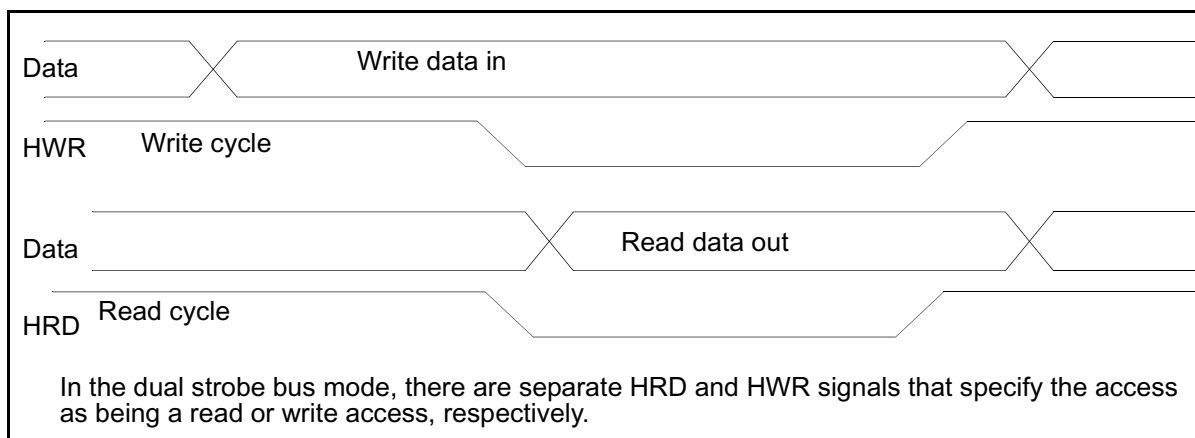 Data
Write data in
HWR
Write cycle
Data
Read data out
HRD
Read cycle
In the dual strobe bus mode, there are separate HRD and HWR signals that specify the access
as being a read or write access, respectively.